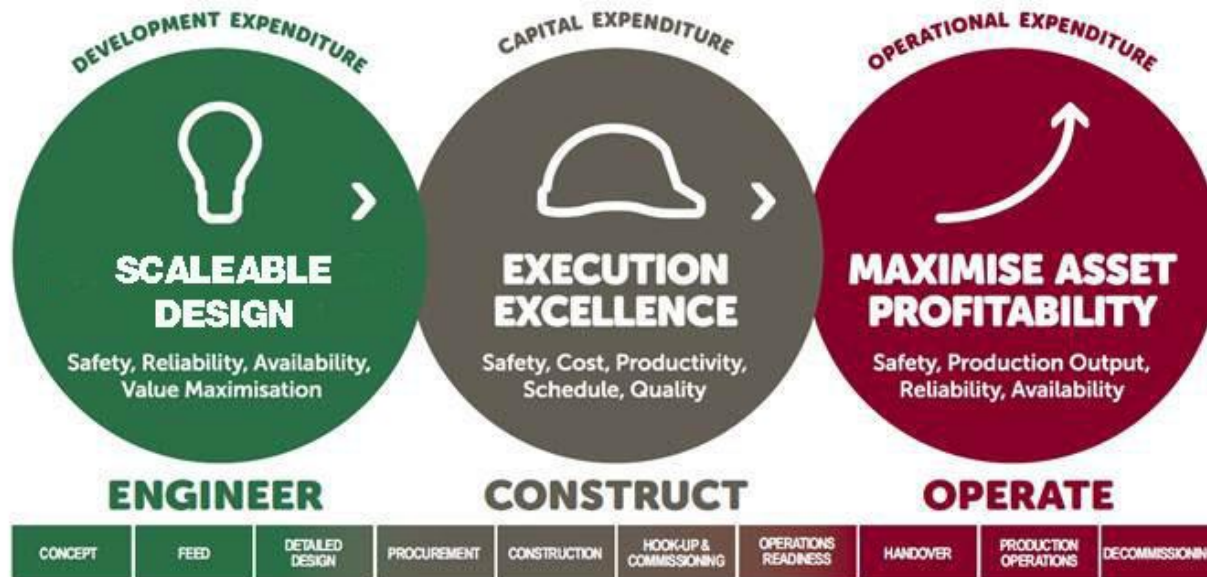 DEVELOPMENT EXPENDITURE
CAPITAL EXPENDITURE
OPERATIONAL EXPENDITURE
SCALEABLE
DESIGN
Safety, Reliability, Availability,
Value Maximisation
EXECUTION
EXCELLENCE
Safety, Cost, Productivity,
Schedule, Quality
MAXIMISE ASSET
PROFITABILITY
Safety, Production Output,
Reliability, Availability
ENGINEER
CONSTRUCT
OPERATE
CONCEPT
FEED
DETAILED
DESIGN
PROCUREMENT
CONSTRUCTION
HOOK-UP &
COMMISSIONING
OPERATIONS
READINESS
HANDOVER
PRODUCTION
OPERATIONS
DECOMMISSIONING